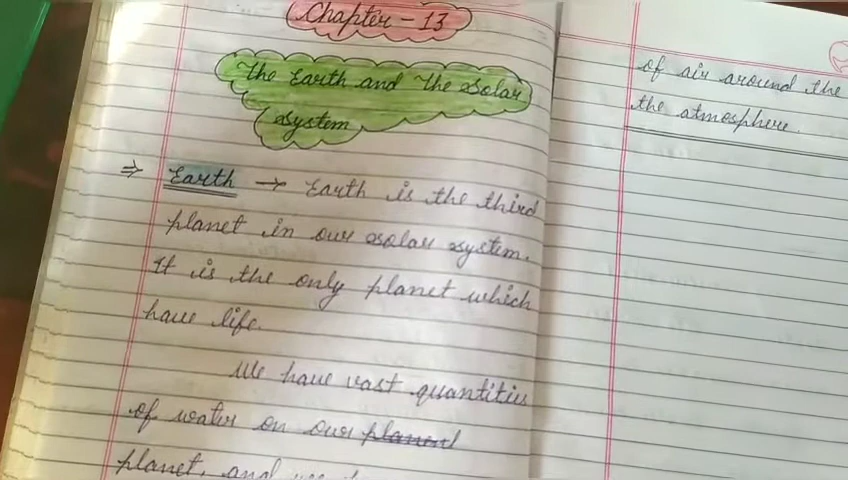 Chapter - 13
The Earth and The Solar
System
⇒ Earth → Earth is the third
planet in our solar system.
It is the only planet which
have life.
We have vast quantities
of water on our
planet, and
of air around the
the atmosphere.